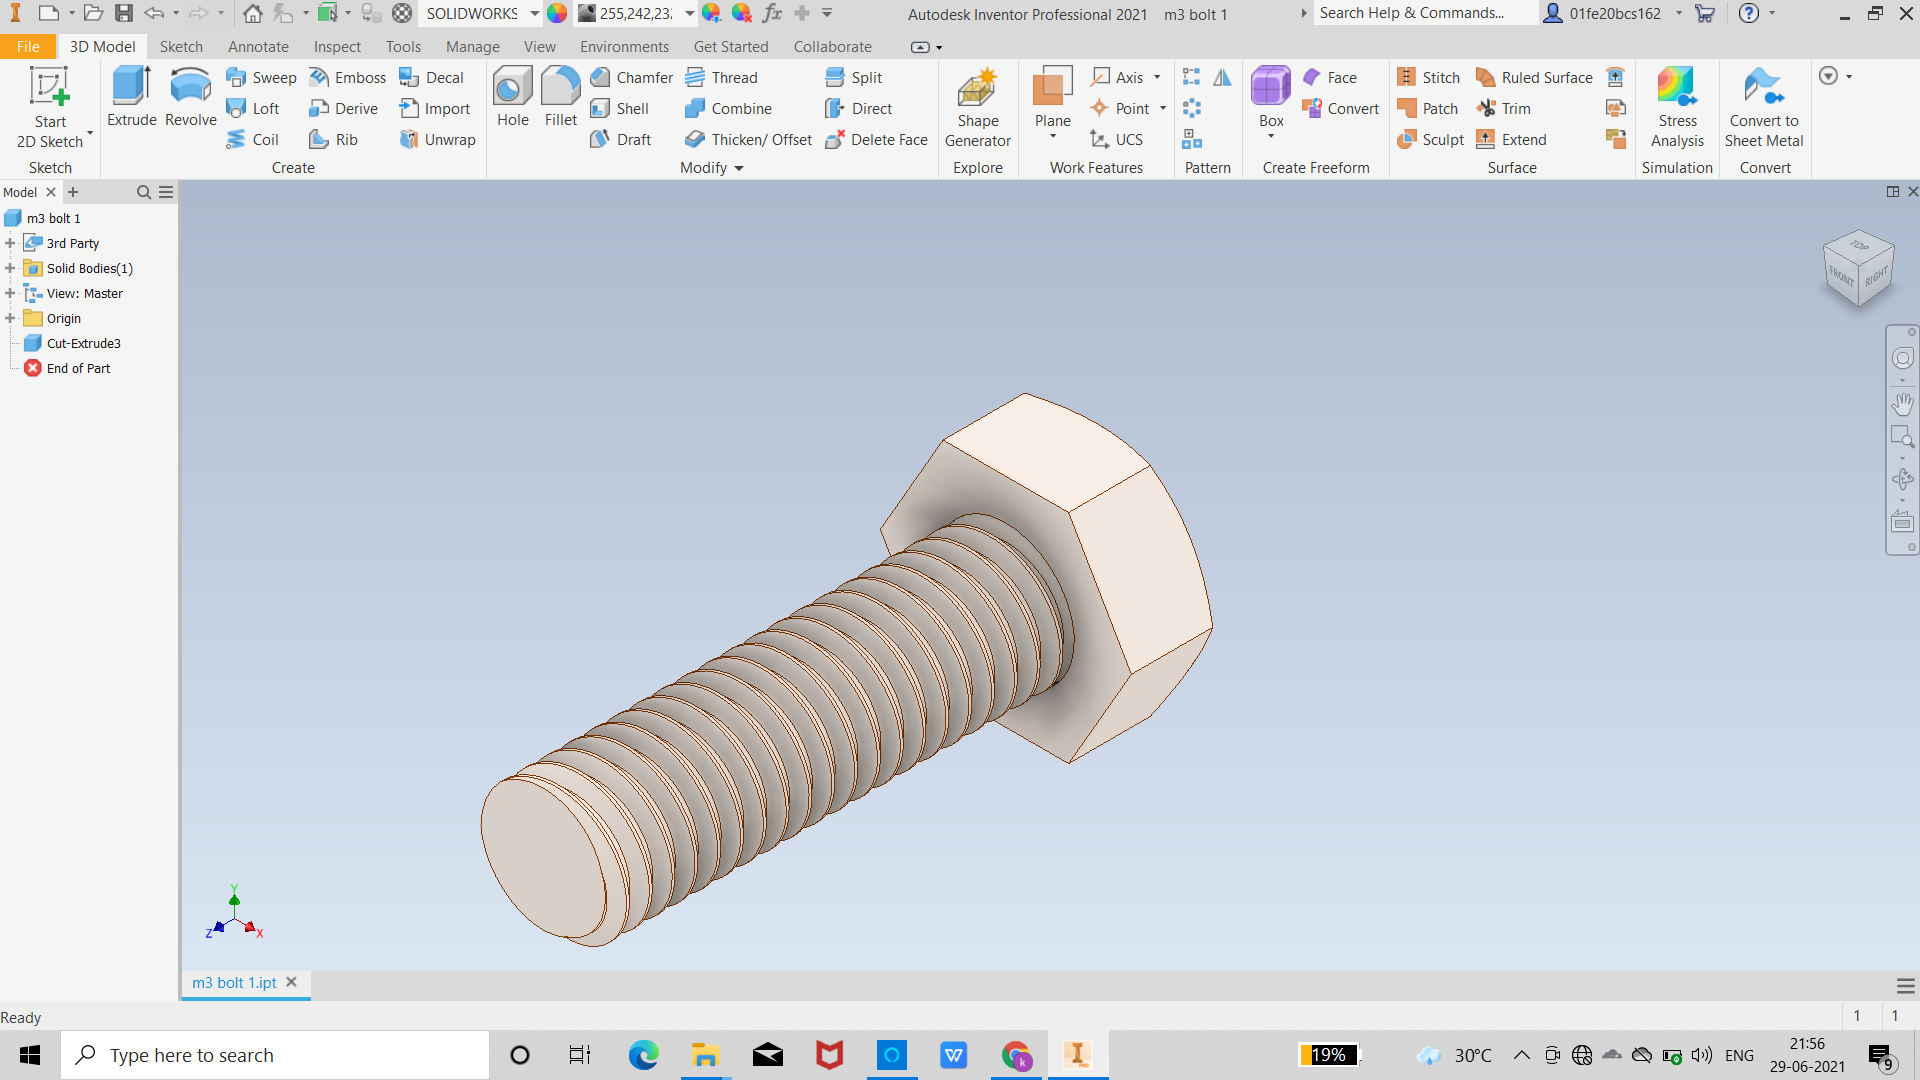 SOLIDWORKS 255,242,23 Autodesk Inventor Professional 2021 m3 bolt 1 Search Help & Commands... 01fe20bcs162
File 3D Model Sketch Annotate Inspect Tools Manage View Environments Get Started Collaborate
Start 2D Sketch
Sketch
Extrude Revolve
Sweep Emboss Decal
Loft Derive Import
Coil Rib Unwrap
Create
Hole Fillet
Chamfer Thread Split
Shell Combine Direct
Draft Thicken/ Offset Delete Face
Modify
Shape Generator
Explore
Plane
Axis
Point
UCS
Work Features
Pattern
Box
Face
Convert
Create Freeform
Stitch Ruled Surface
Patch Trim
Sculpt Extend
Surface
Stress Analysis
Simulation
Convert to Sheet Metal
Convert
Model
m3 bolt 1
3rd Party
Solid Bodies(1)
View: Master
Origin
Cut-Extrude3
End of Part
TOP
FRONT RIGHT
Y
Z X
m3 bolt 1.ipt
Ready
1 1
Type here to search
19%
30°C
ENG
21:56
29-06-2021
9